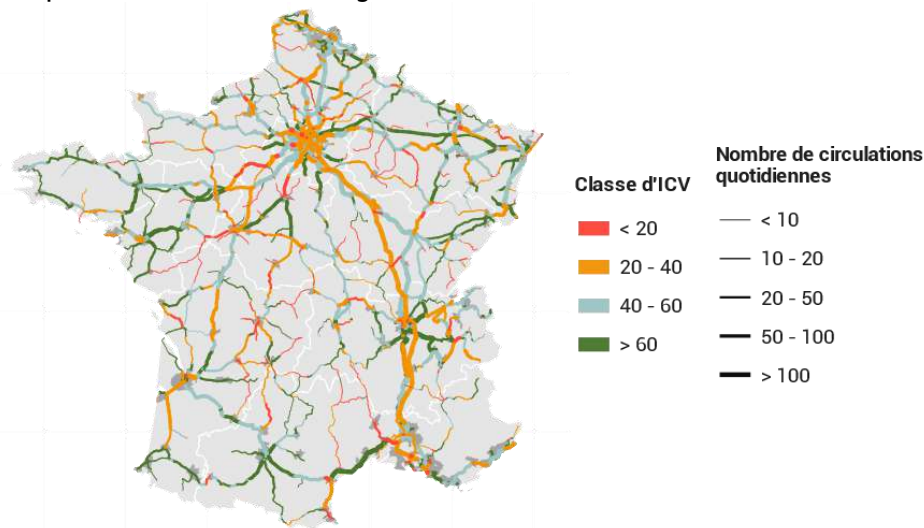 Classe d'ICV
< 20
20 - 40
40 - 60
> 60
Nombre de circulations
quotidiennes
< 10
10 - 20
20 - 50
50 - 100
> 100